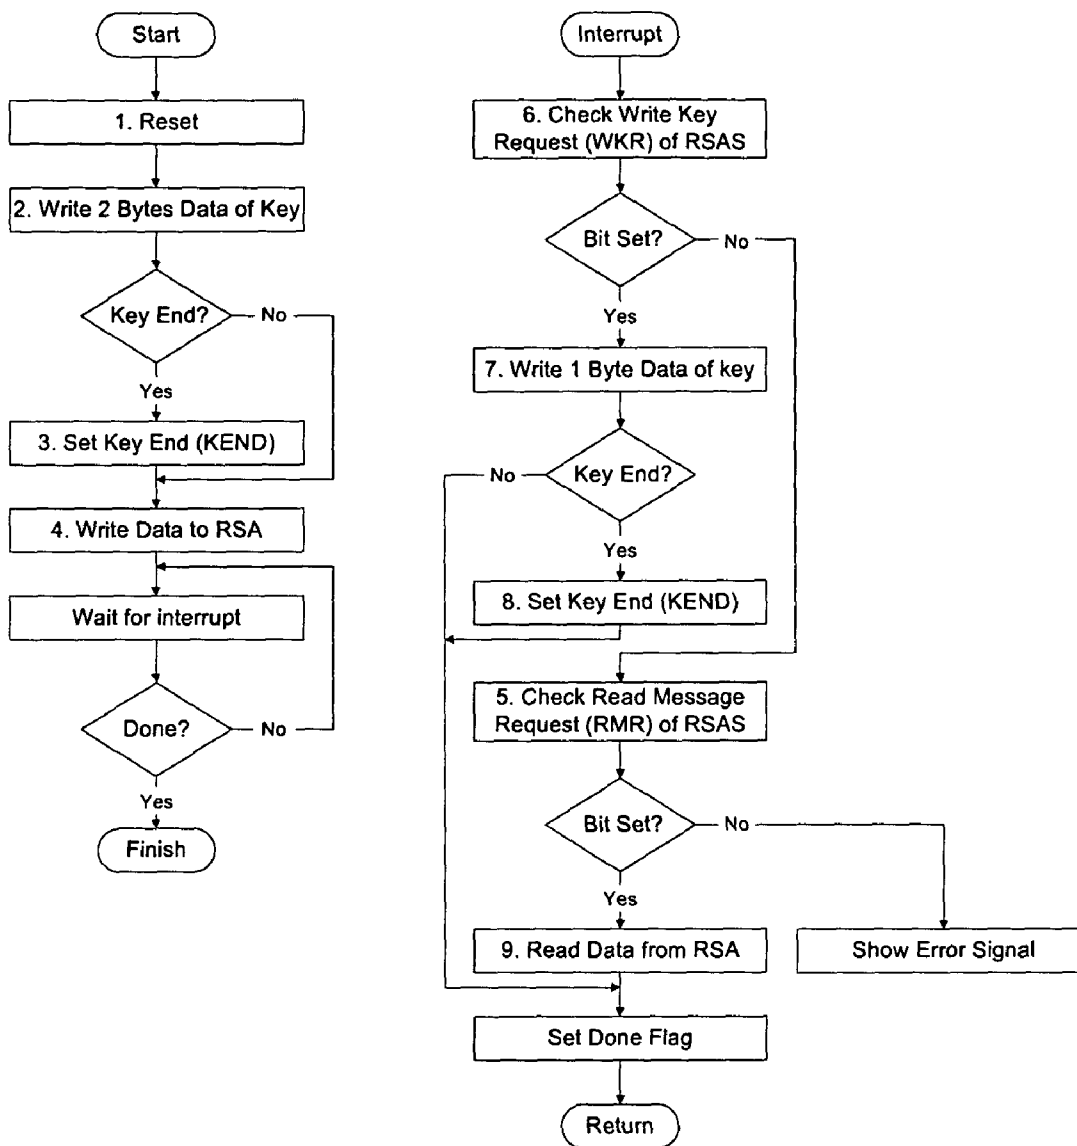 Start
1. Reset
2. Write 2 Bytes Data of Key
Key End?
No
Yes
3. Set Key End (KEND)
4. Write Data to RSA
Wait for interrupt
Done?
No
Yes
Finish
Interrupt
6. Check Write Key
Request (WKR) of RSAS
Bit Set?
No
Yes
7. Write 1 Byte Data of key
No
Key End?
Yes
8. Set Key End (KEND)
5. Check Read Message
Request (RMR) of RSAS
Bit Set?
No
Yes
9. Read Data from RSA
Show Error Signal
Set Done Flag
Return